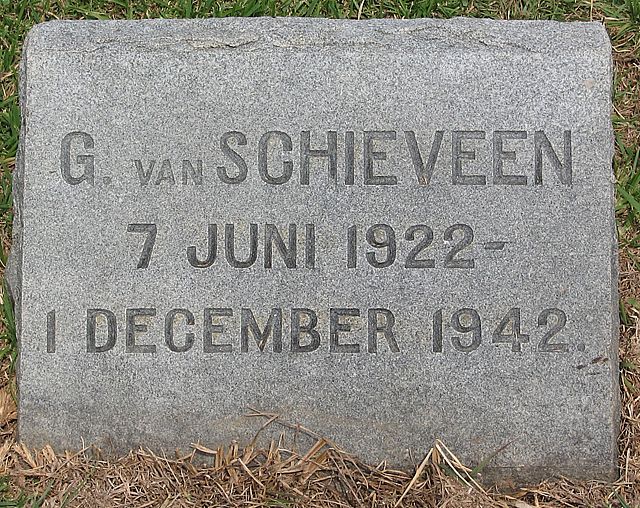 G. VAN SCHIEVEEN
7 JUNI 1922-
1 DECEMBER 1942.